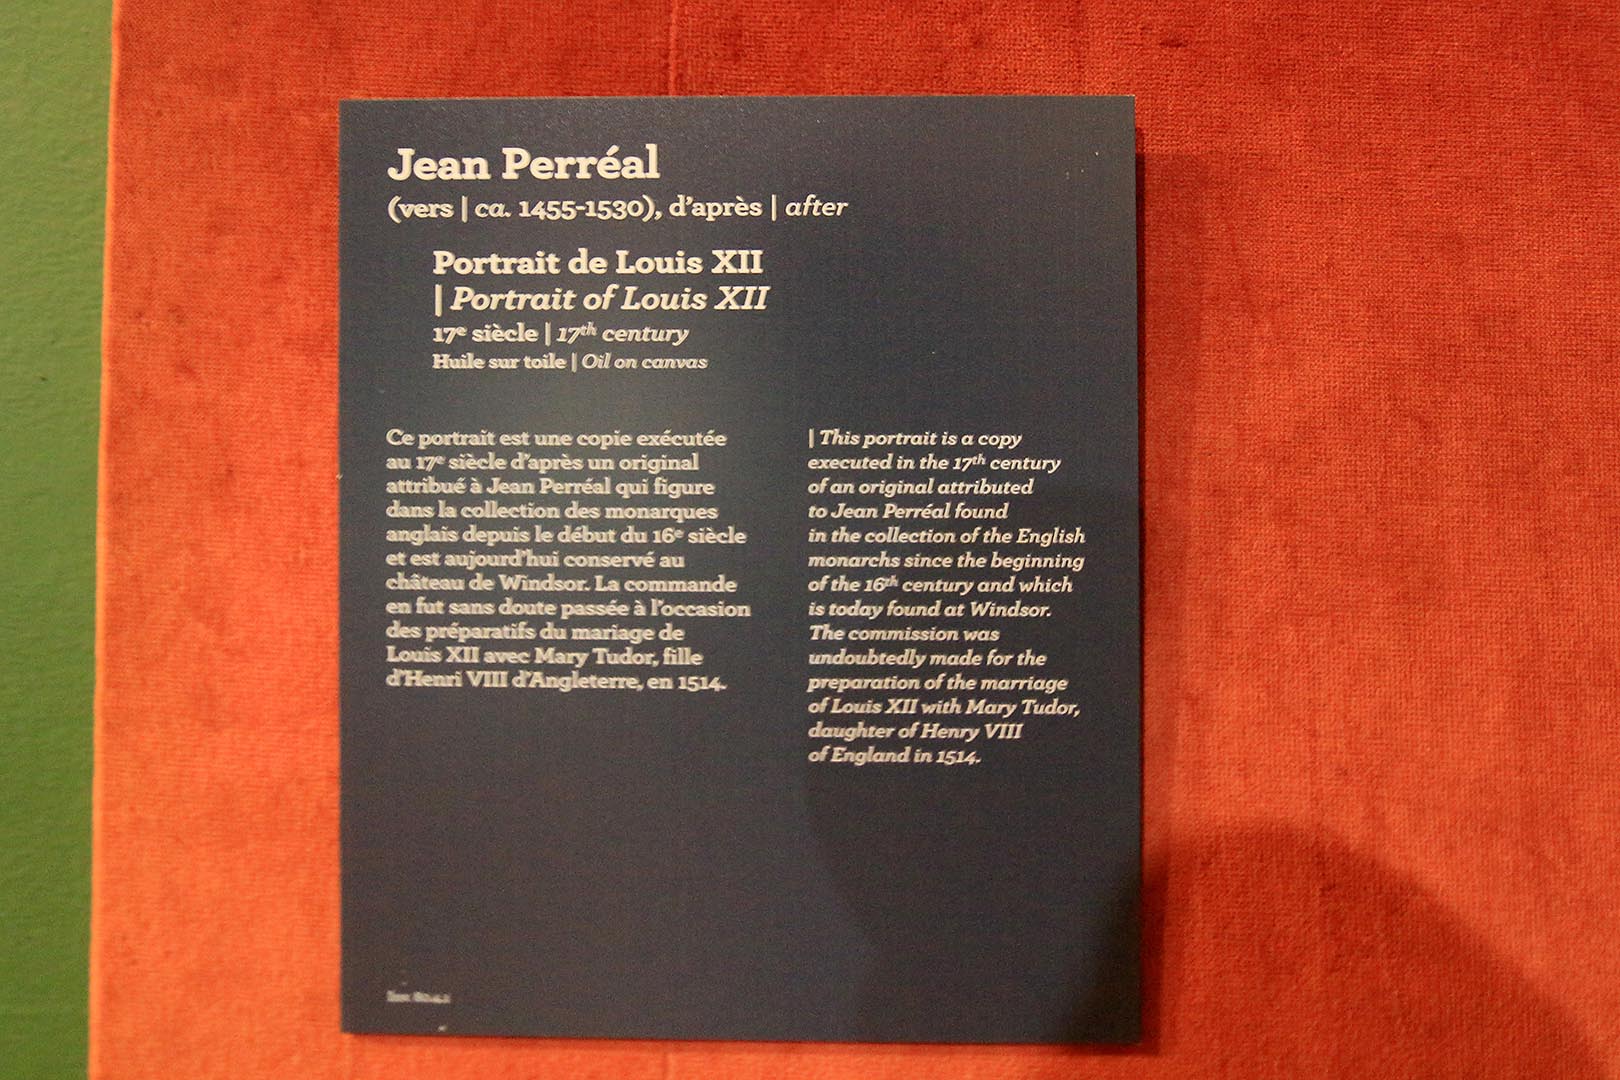 Jean Perréal
(vers | ca. 1455-1530), d'après | after
Portrait de Louis XII
| Portrait of Louis XII
17e siècle | 17th century
Huile sur toile | Oil on canvas
Ce portrait est une copie exécutée
au 17e siècle d'après un original
attribué à Jean Perréal qui figure
dans la collection des monarques
anglais depuis le début du 16e siècle
et est aujourd'hui conservé au
château de Windsor. La commande
en fut sans doute passée à l'occasion
des préparatifs du mariage de
Louis XII avec Mary Tudor, fille
d'Henri VIII d'Angleterre, en 1514.
| This portrait is a copy
executed in the 17th century
of an original attributed
to Jean Perréal found
in the collection of the English
monarchs since the beginning
of the 16th century and which
is today found at Windsor.
The commission was
undoubtedly made for the
preparation of the marriage
of Louis XII with Mary Tudor,
daughter of Henry VIII
of England in 1514.